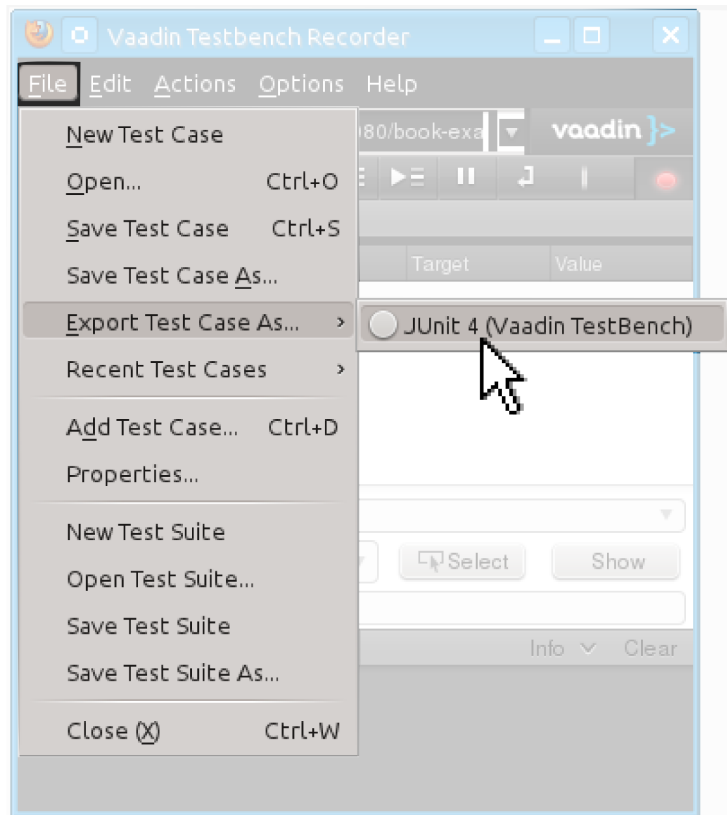 Vaadin Testbench Recorder
File Edit Actions Options Help
New Test Case
080/book-exa
vaadin }>
Open... Ctrl+O
Save Test Case Ctrl+S
Save Test Case As...
Target Value
Export Test Case As... >
JUnit 4 (Vaadin TestBench)
Recent Test Cases >
Add Test Case... Ctrl+D
Properties...
New Test Suite
Open Test Suite...
Select Show
Save Test Suite
Save Test Suite As...
Info Clear
Close (X) Ctrl+W